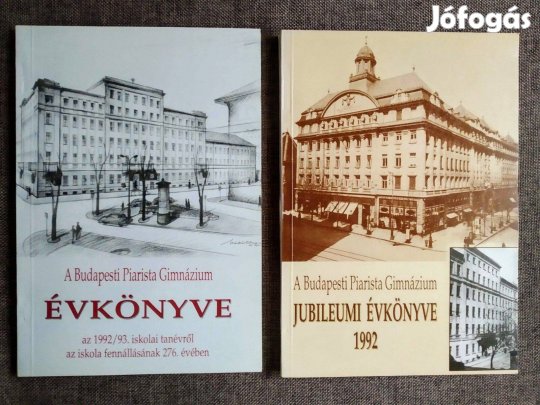 Jófogás
A Budapesti Piarista Gimnázium
ÉVKÖNYVE
az 1992/93. iskolai tanévről
az iskola fennállásának 276. évében
A Budapesti Piarista Gimnázium
JUBILEUMI ÉVKÖNYVE
1992